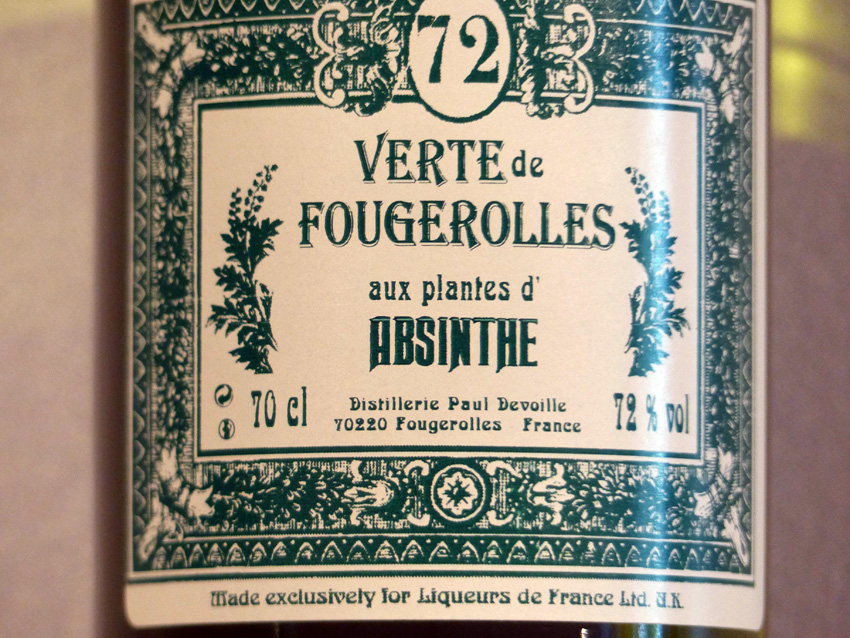 72
VERTE de
FOUGEROLLES
aux plantes d'
ABSINTHE
70 cl
Distillerie Paul Devoille
70220 Fougerolles France
72 % vol
Made exclusively for Liqueurs de France Ltd. U.K.